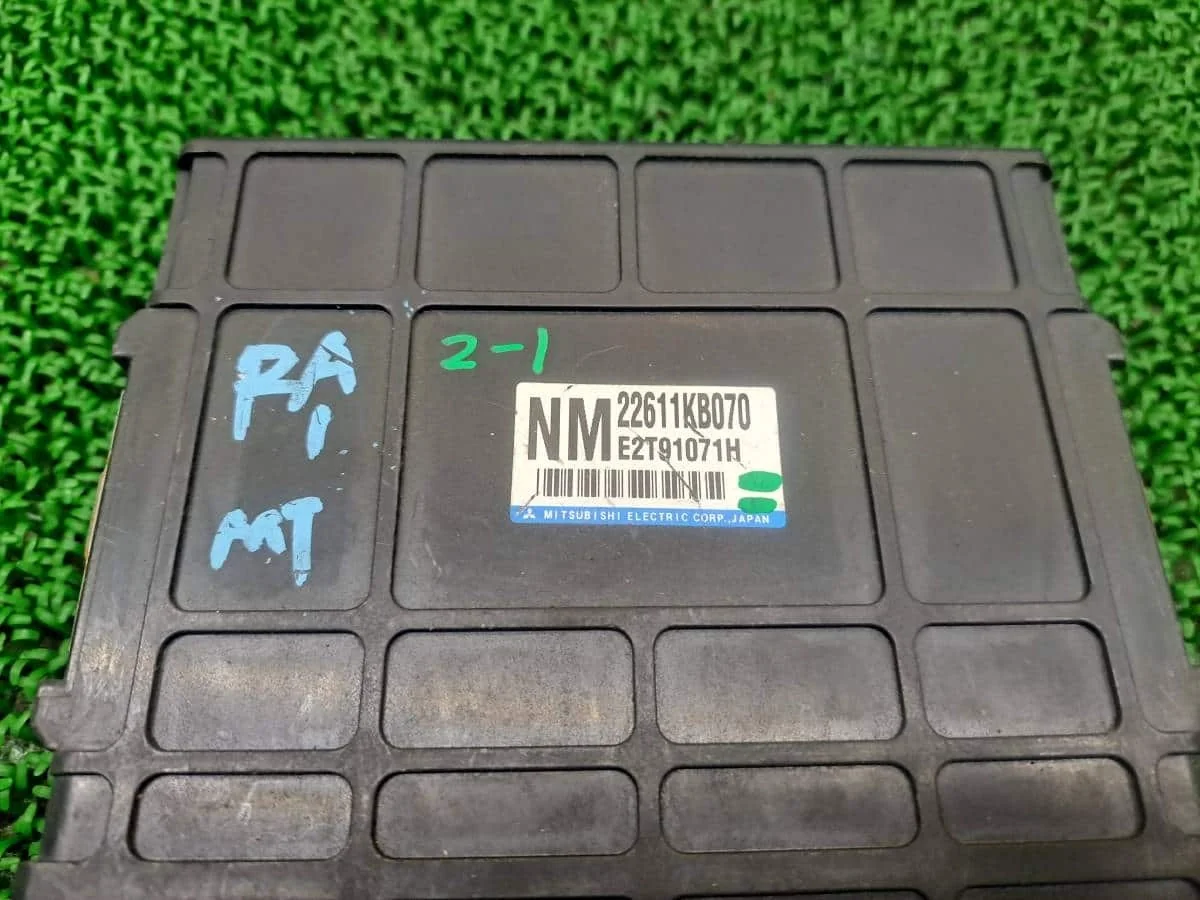 RA
1
MT
2-1
NM
22611KB070
E2T91071H
MITSUBISHI ELECTRIC CORP., JAPAN